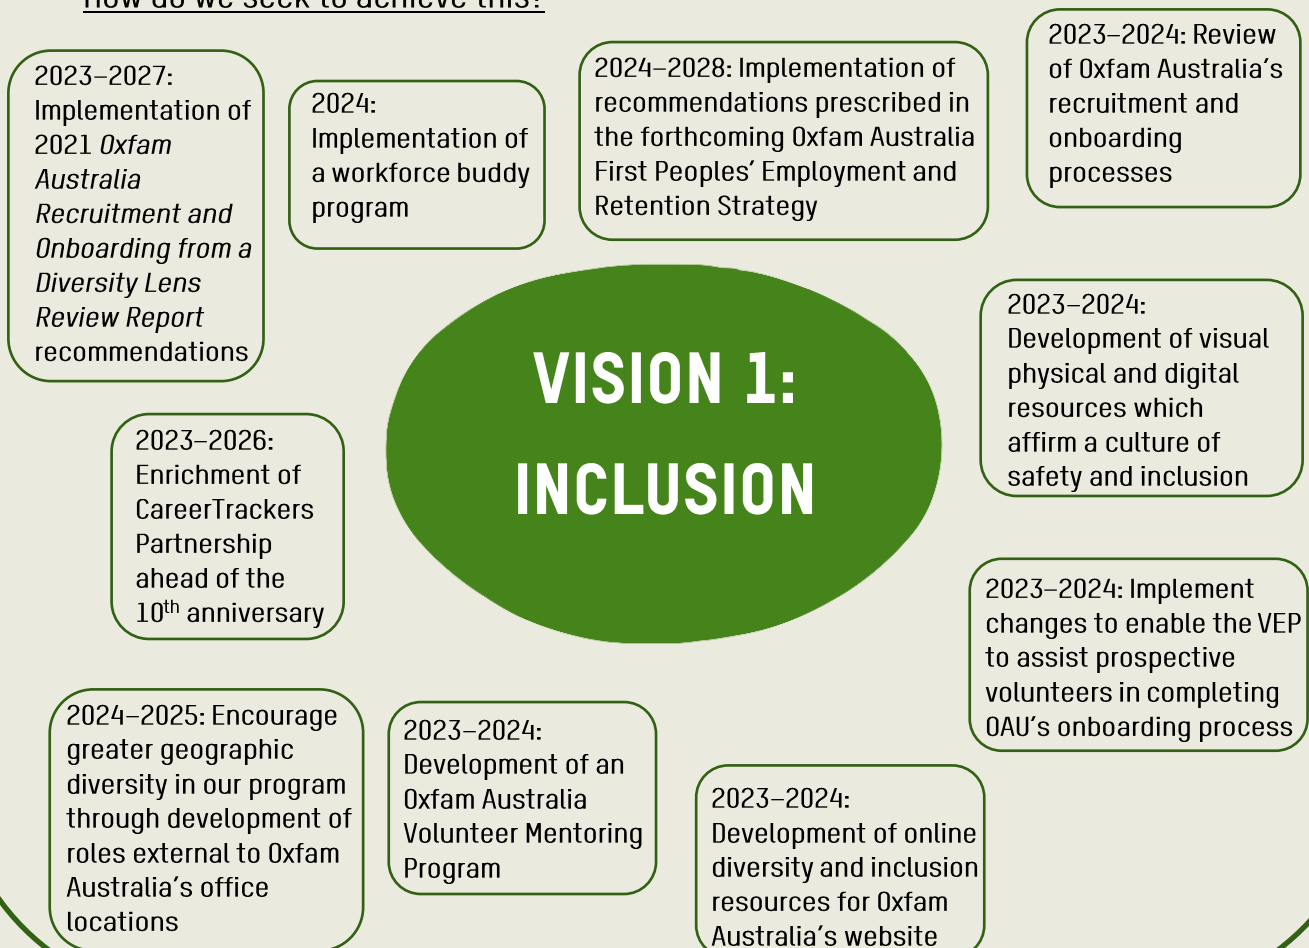 How do we seek to achieve this?
2023–2027:
Implementation of
2021 Oxfam
Australia
Recruitment and
Onboarding from a
Diversity Lens
Review Report
recommendations
2024:
Implementation of
a workforce buddy
program
2024–2028: Implementation of
recommendations prescribed in
the forthcoming Oxfam Australia
First Peoples’ Employment and
Retention Strategy
2023–2024: Review
of Oxfam Australia’s
recruitment and
onboarding
processes
VISION 1:
INCLUSION
2023–2024:
Development of visual
physical and digital
resources which
affirm a culture of
safety and inclusion
2023–2026:
Enrichment of
CareerTrackers
Partnership
ahead of the
10th anniversary
2023–2024: Implement
changes to enable the VEP
to assist prospective
volunteers in completing
OAU’s onboarding process
2024–2025: Encourage
greater geographic
diversity in our program
through development of
roles external to Oxfam
Australia’s office
locations
2023–2024:
Development of an
Oxfam Australia
Volunteer Mentoring
Program
2023–2024:
Development of online
diversity and inclusion
resources for Oxfam
Australia’s website